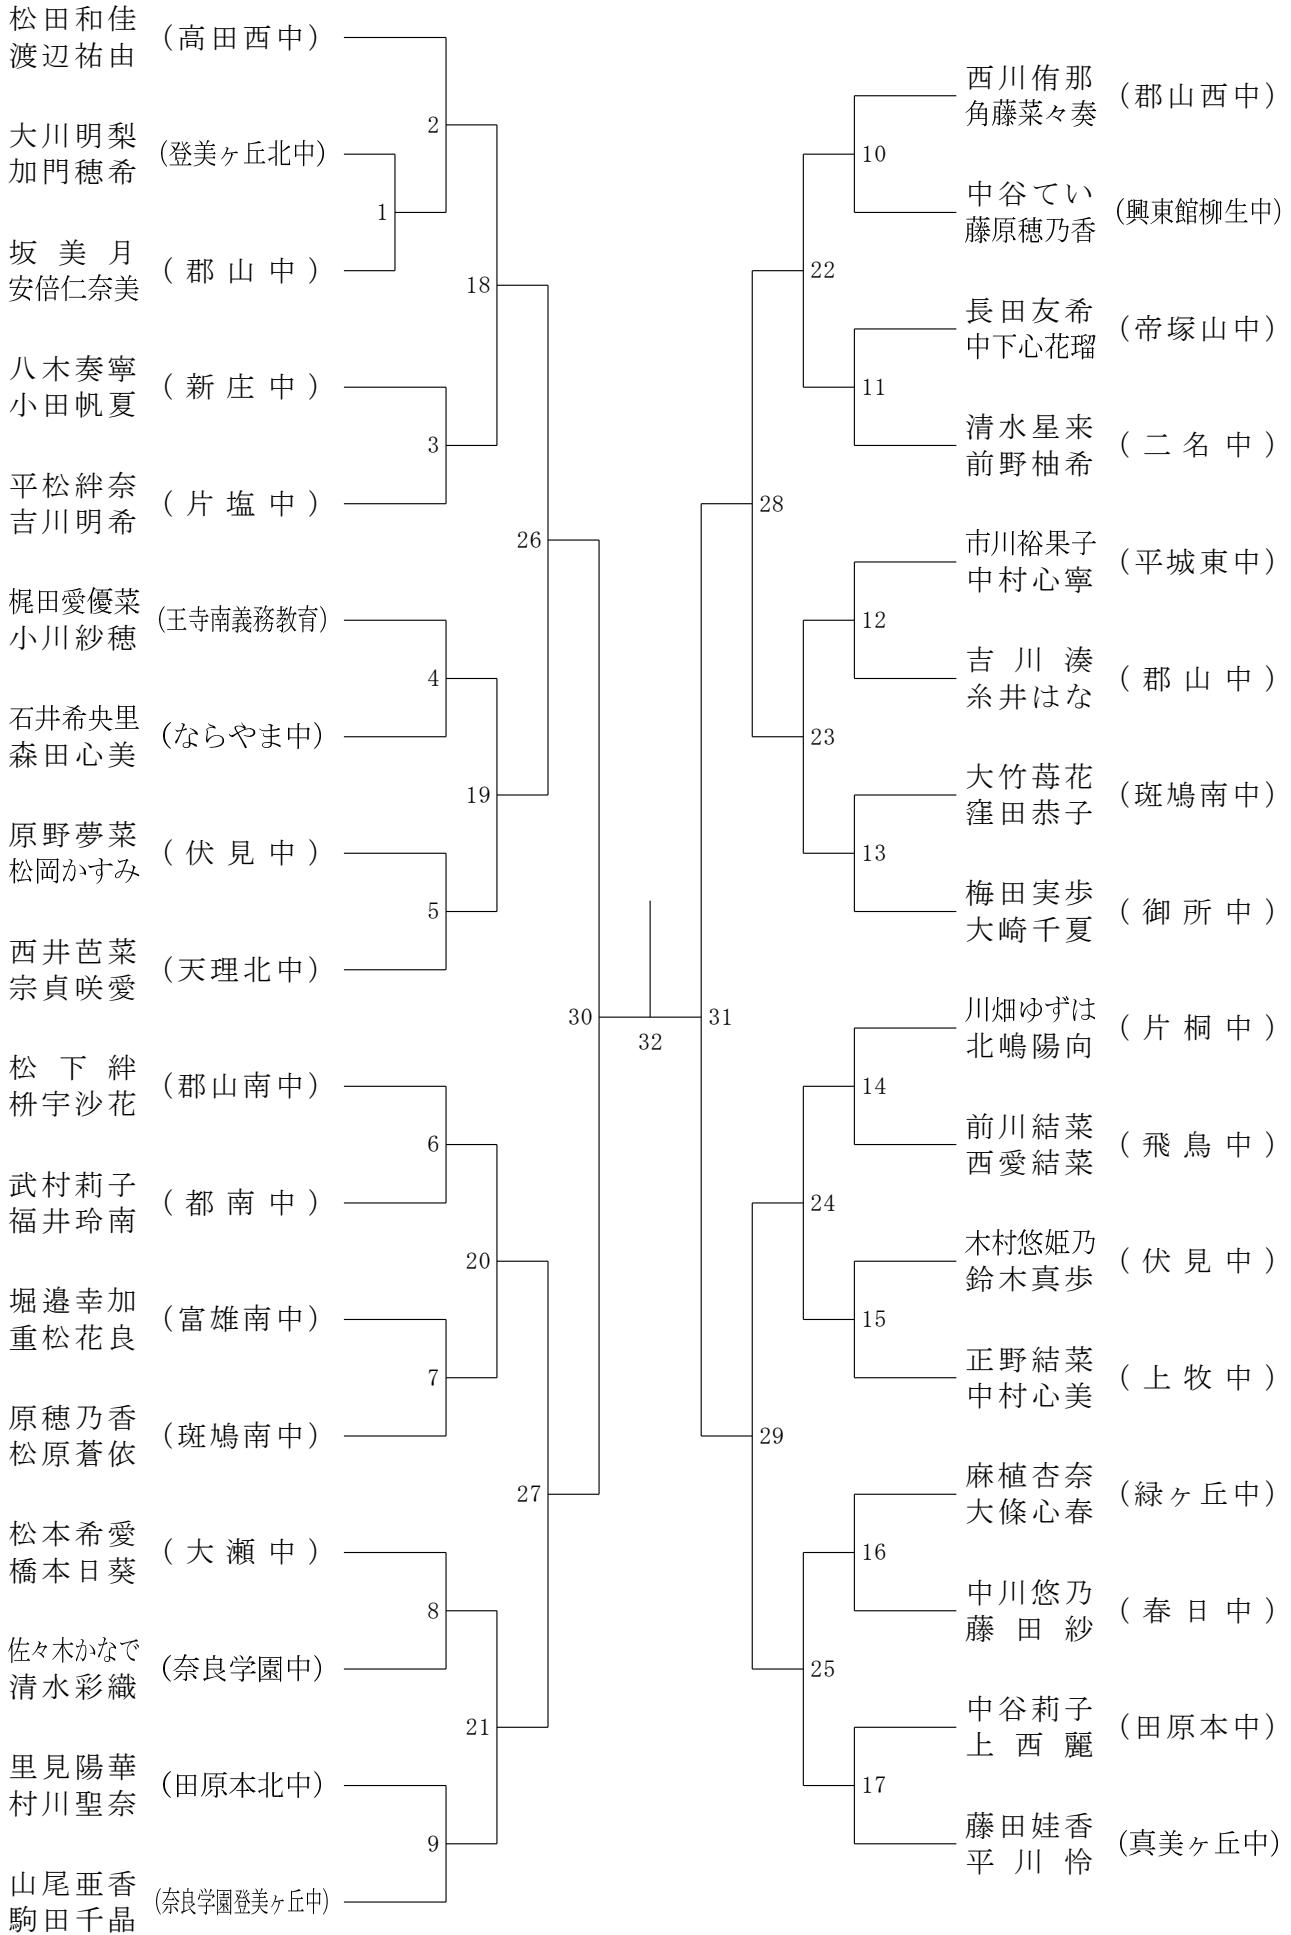 松田和佳
渡辺祐由
(高田西中)
大川明梨
加門穂希
(登美ヶ丘北中)
坂美月
安倍仁奈美
(郡山中)
八木奏寧
小田帆夏
(新庄中)
平松絆奈
吉川明希
(片塩中)
梶田愛優菜
小川紗穂
(王寺南義務教育)
石井希央里
森田心美
(ならやま中)
原野夢菜
松岡かすみ
(伏見中)
西井芭菜
宗貞咲愛
(天理北中)
松下絆
枡宇沙花
(郡山南中)
武村莉子
福井玲南
(都南中)
堀邉幸加
重松花良
(富雄南中)
原穂乃香
松原蒼依
(斑鳩南中)
松本希愛
橋本日葵
(大瀬中)
佐々木かなで
清水彩織
(奈良学園中)
里見陽華
村川聖奈
(田原本北中)
山尾亜香
駒田千晶
(奈良学園登美ヶ丘中)
1
2
3
4
5
6
7
8
9
18
19
20
21
26
27
30
32
31
28
29
22
23
24
25
10
11
12
13
14
15
16
17
西川侑那
角藤菜々奏
(郡山西中)
中谷てい
藤原穂乃香
(興東館柳生中)
長田友希
中下心花瑠
(帝塚山中)
清水星来
前野柚希
(二名中)
市川裕果子
中村心寧
(平城東中)
吉川湊
糸井はな
(郡山中)
大竹苺花
窪田恭子
(斑鳩南中)
梅田実歩
大崎千夏
(御所中)
川畑ゆずは
北嶋陽向
(片桐中)
前川結菜
西愛結菜
(飛鳥中)
木村悠姫乃
鈴木真歩
(伏見中)
正野結菜
中村心美
(上牧中)
麻植杏奈
大條心春
(緑ヶ丘中)
中川悠乃
藤田紗
(春日中)
中谷莉子
上西麗
(田原本中)
藤田娃香
平川怜
(真美ヶ丘中)